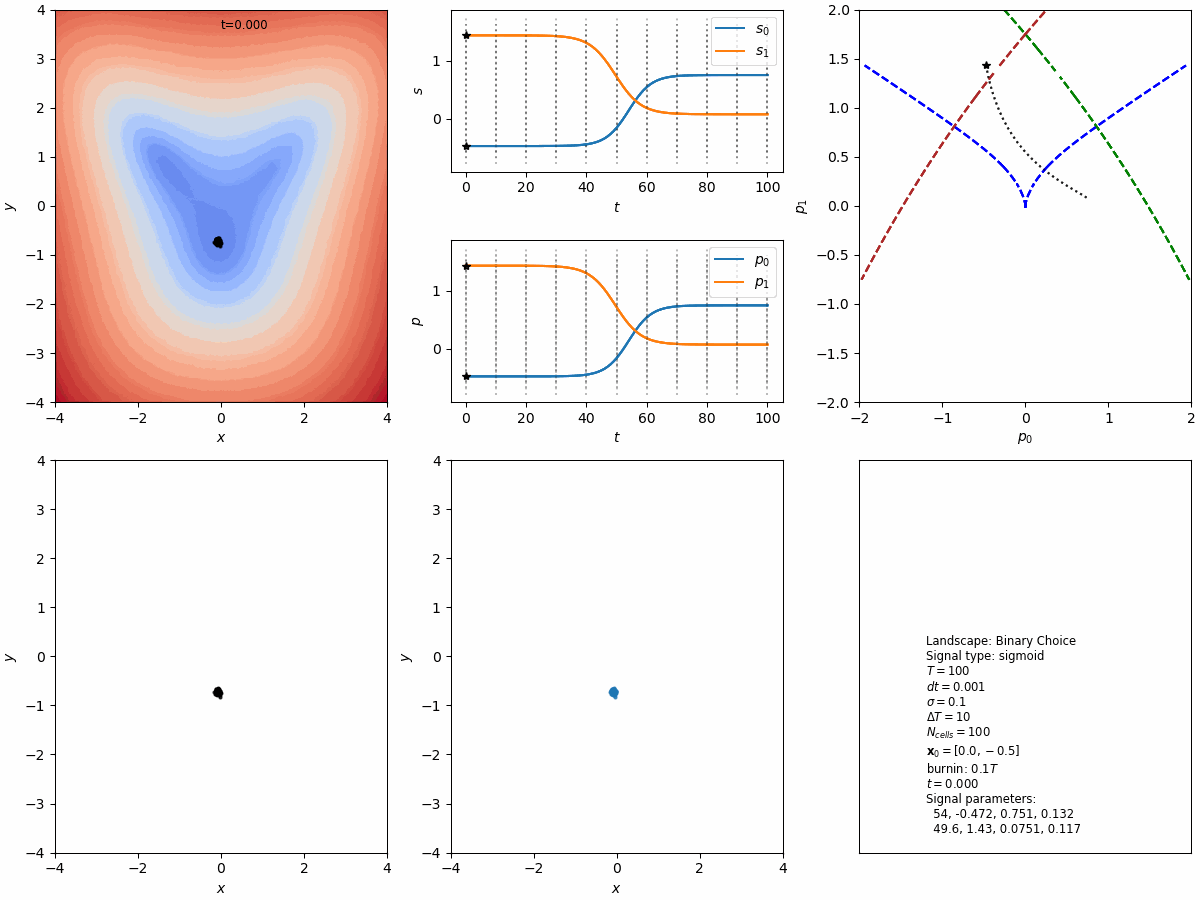 t=0.000
4
3
2
1
0
−1
−2
−3
−4
y
−4
−2
0
2
4
x
s
1
0
s0
s1
0
20
40
60
80
100
t
p
1
0
p0
p1
0
20
40
60
80
100
t
2.0
1.5
1.0
0.5
0.0
−0.5
−1.0
−1.5
−2.0
p1
−2
−1
0
1
2
p0
4
3
2
1
0
−1
−2
−3
−4
y
−4
−2
0
2
4
x
4
3
2
1
0
−1
−2
−3
−4
y
−4
−2
0
2
4
x
Landscape: Binary Choice
Signal type: sigmoid
T = 100
dt = 0.001
σ = 0.1
ΔT = 10
Ncells = 100
x0 = [0.0, −0.5]
burnin: 0.1T
t = 0.000
Signal parameters:
54, -0.472, 0.751, 0.132
49.6, 1.43, 0.0751, 0.117